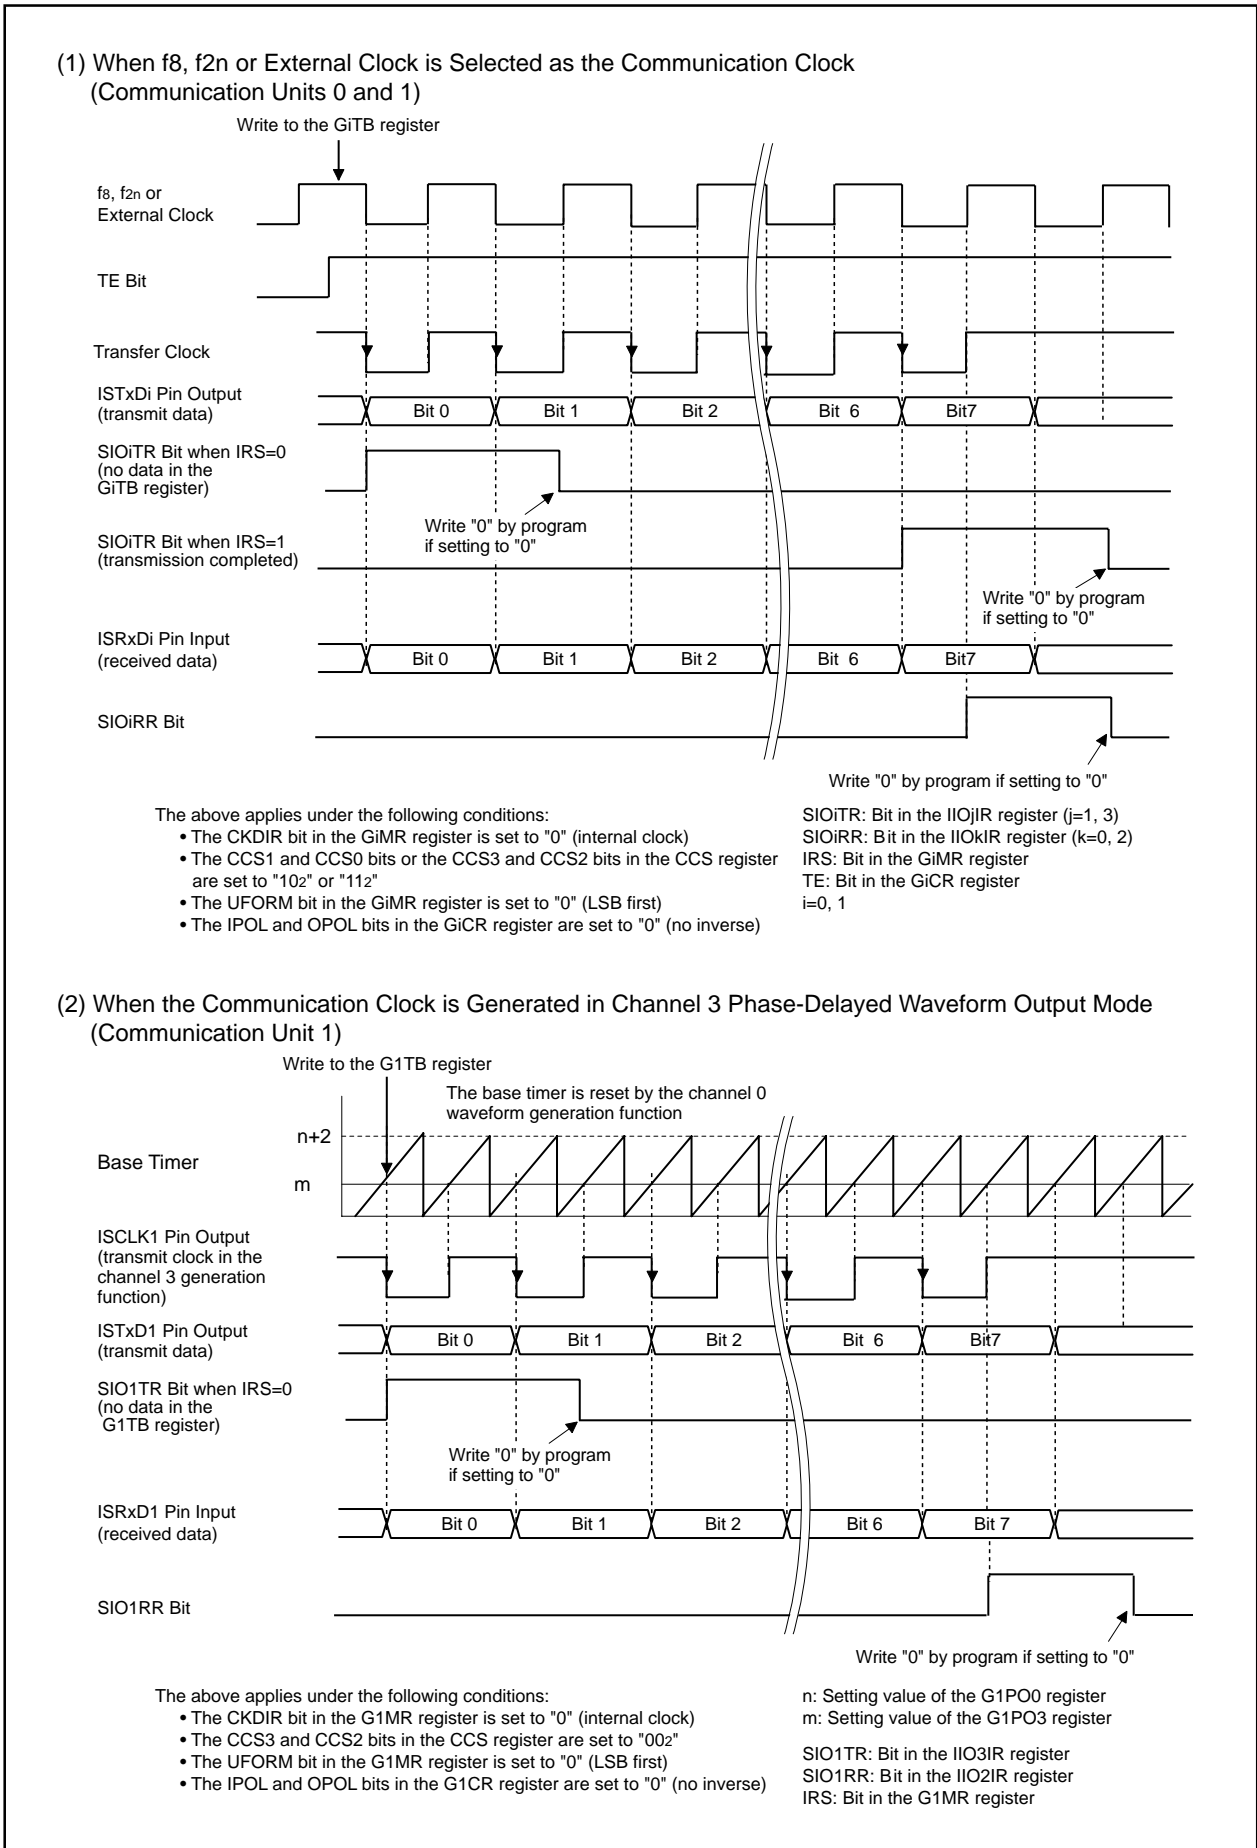 (1) When f8, f2n or External Clock is Selected as the Communication Clock
(Communication Units 0 and 1)
Write to the GiTB register
f8, f2n or
External Clock
TE Bit
Transfer Clock
ISTxDi Pin Output
(transmit data)
Bit 0 Bit 1 Bit 2 Bit 6 Bit7
SIOiTR Bit when IRS=0
(no data in the
GiTB register)
Write "0" by program
if setting to "0"
SIOiTR Bit when IRS=1
(transmission completed)
Write "0" by program
if setting to "0"
ISRxDi Pin Input
(received data)
Bit 0 Bit 1 Bit 2 Bit 6 Bit7
SIOiRR Bit
Write "0" by program if setting to "0"
The above applies under the following conditions:
• The CKDIR bit in the GiMR register is set to "0" (internal clock)
• The CCS1 and CCS0 bits or the CCS3 and CCS2 bits in the CCS register
are set to "102" or "112"
• The UFORM bit in the GiMR register is set to "0" (LSB first)
• The IPOL and OPOL bits in the GiCR register are set to "0" (no inverse)
SIOiTR: Bit in the IIOjIR register (j=1, 3)
SIOiRR: Bit in the IIOkIR register (k=0, 2)
IRS: Bit in the GiMR register
TE: Bit in the GiCR register
i=0, 1
(2) When the Communication Clock is Generated in Channel 3 Phase-Delayed Waveform Output Mode
(Communication Unit 1)
Write to the G1TB register
The base timer is reset by the channel 0
waveform generation function
n+2
Base Timer
m
ISCLK1 Pin Output
(transmit clock in the
channel 3 generation
function)
ISTxD1 Pin Output
(transmit data)
Bit 0 Bit 1 Bit 2 Bit 6 Bit7
SIO1TR Bit when IRS=0
(no data in the
G1TB register)
Write "0" by program
if setting to "0"
ISRxD1 Pin Input
(received data)
Bit 0 Bit 1 Bit 2 Bit 6 Bit 7
SIO1RR Bit
Write "0" by program if setting to "0"
The above applies under the following conditions:
• The CKDIR bit in the G1MR register is set to "0" (internal clock)
• The CCS3 and CCS2 bits in the CCS register are set to "002"
• The UFORM bit in the G1MR register is set to "0" (LSB first)
• The IPOL and OPOL bits in the G1CR register are set to "0" (no inverse)
n: Setting value of the G1PO0 register
m: Setting value of the G1PO3 register
SIO1TR: Bit in the IIO3IR register
SIO1RR: Bit in the IIO2IR register
IRS: Bit in the G1MR register